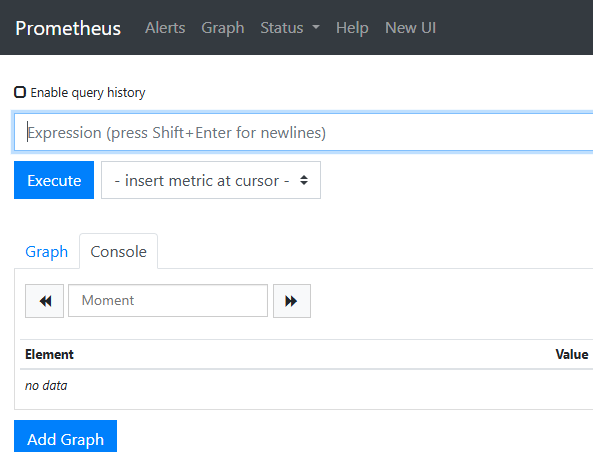 Prometheus Alerts Graph Status Help New UI
Enable query history
Expression (press Shift+Enter for newlines)
Execute - insert metric at cursor -
Graph Console
Moment
Element Value
no data
Add Graph